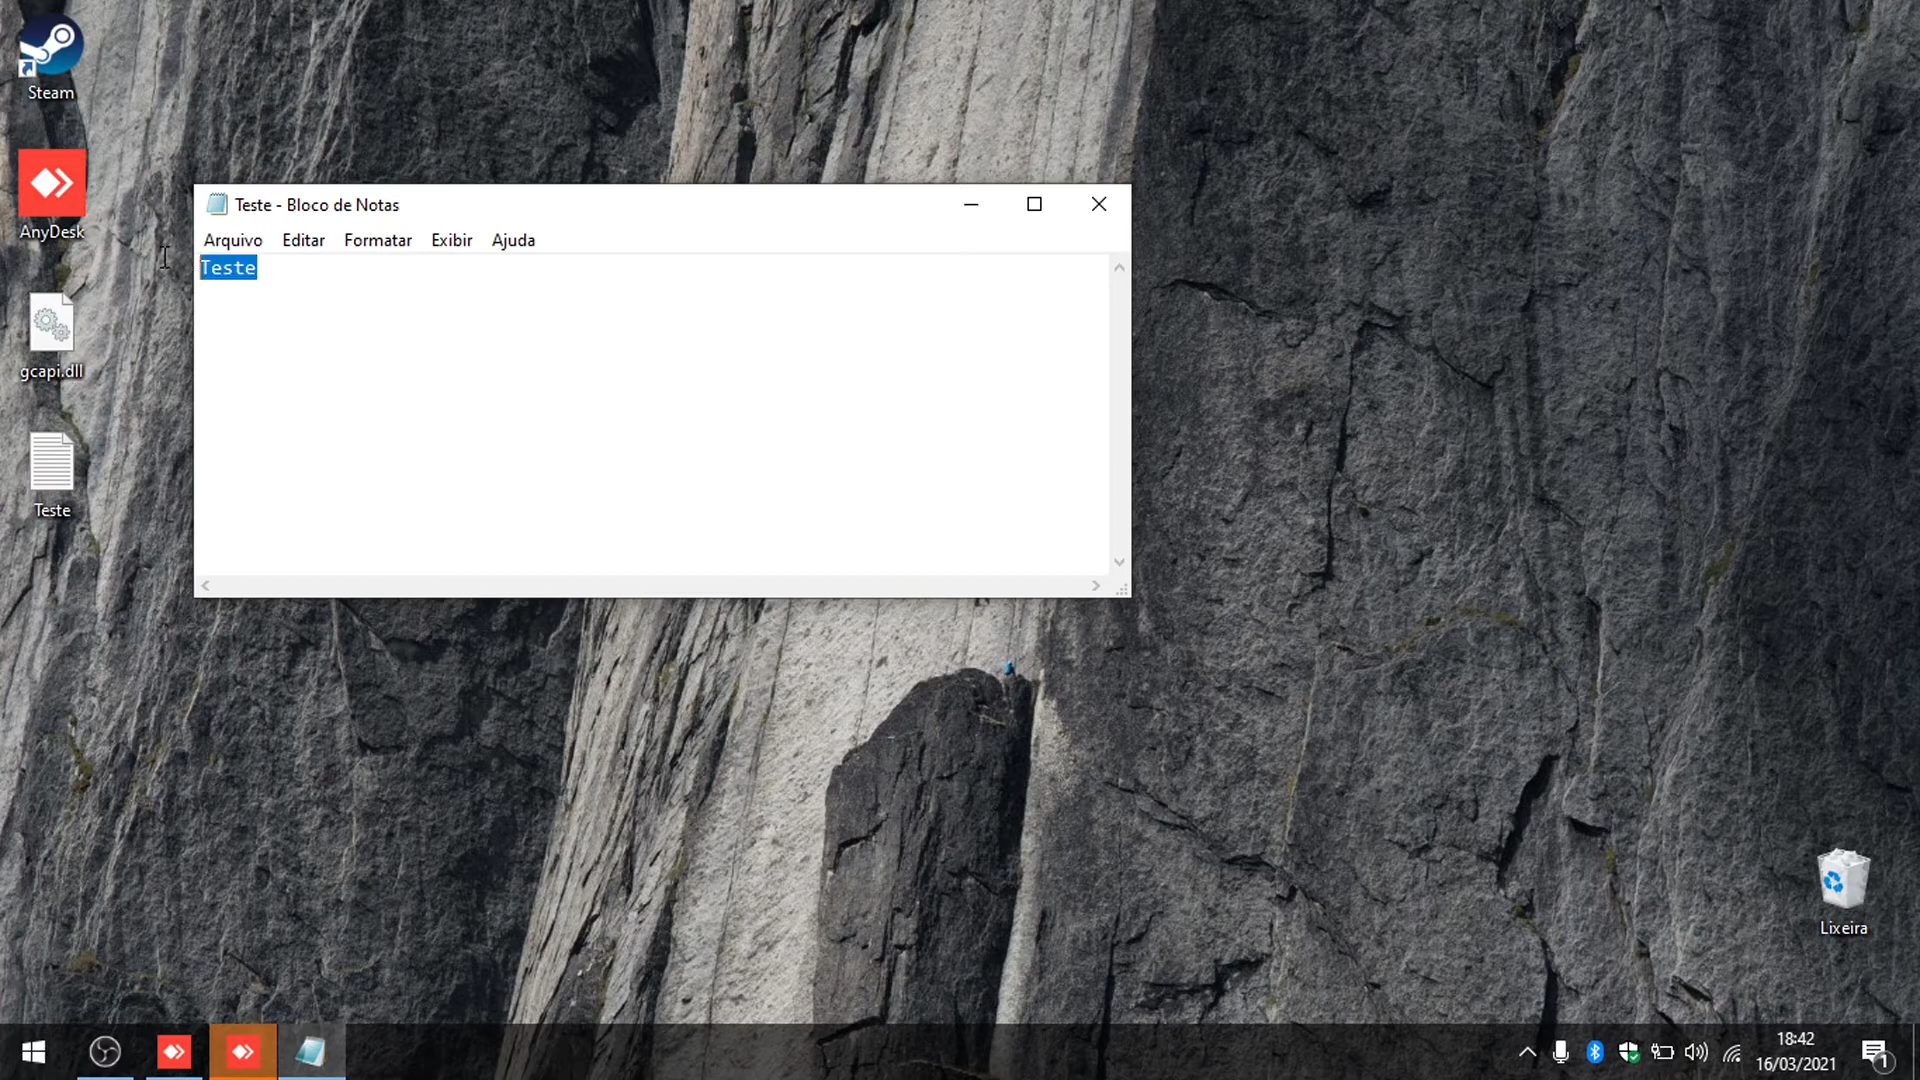 Steam
AnyDesk
gcapi.dll
Teste
Teste - Bloco de Notas
Arquivo Editar Formatar Exibir Ajuda
Teste
Lixeira
18:42
16/03/2021
1